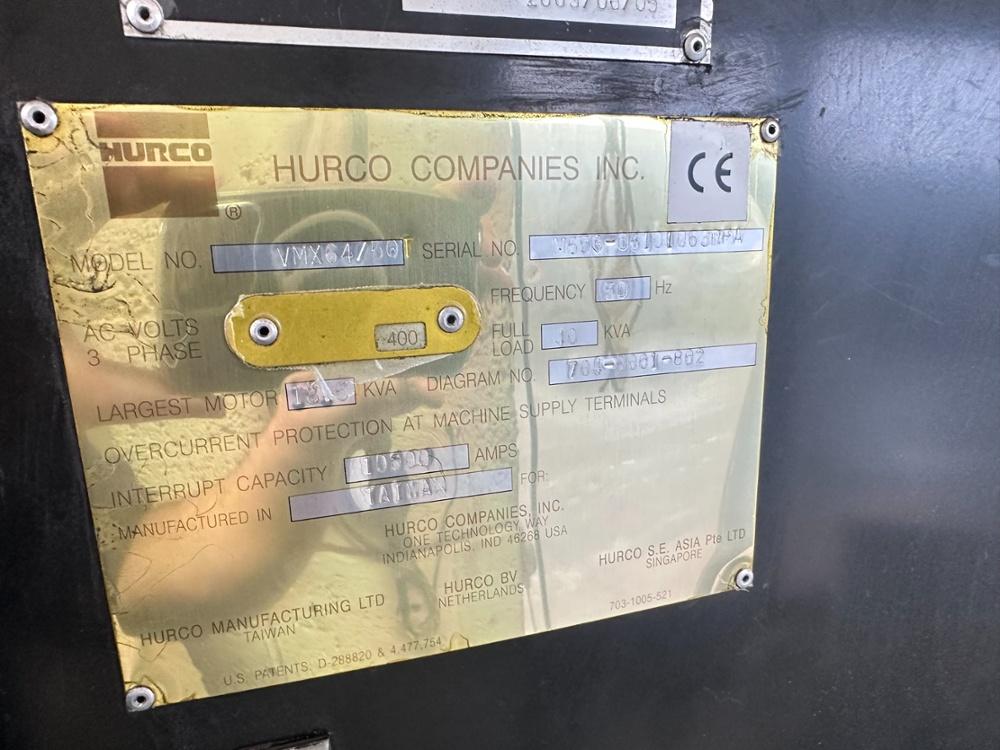 2003/06/09
HURCO
HURCO COMPANIES INC.
CE
®
MODEL NO. VMX64/50T SERIAL NO.
FREQUENCY 50 Hz
AC VOLTS
3 PHASE 400
FULL
LOAD KVA
LARGEST MOTOR KVA DIAGRAM NO.
OVERCURRENT PROTECTION AT MACHINE SUPPLY TERMINALS
INTERRUPT CAPACITY AMPS
MANUFACTURED IN TAIWAN FOR:
HURCO COMPANIES, INC.
ONE TECHNOLOGY WAY
INDIANAPOLIS, IND 46268 USA
HURCO S.E. ASIA Pte LTD
SINGAPORE
HURCO BV
NETHERLANDS
703-1005-521
HURCO MANUFACTURING LTD
TAIWAN
U.S. PATENTS: D-288820 & 4,477,754